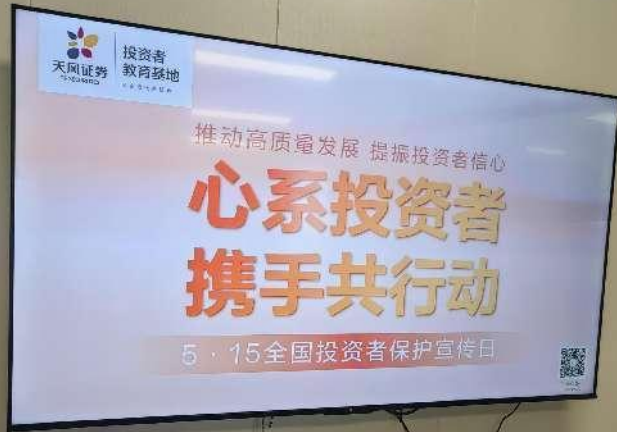 天风证券
投资者
教育基地
推动高质量发展 提振投资者信心
心系投资者
携手共行动
5·15全国投资者保护宣传日